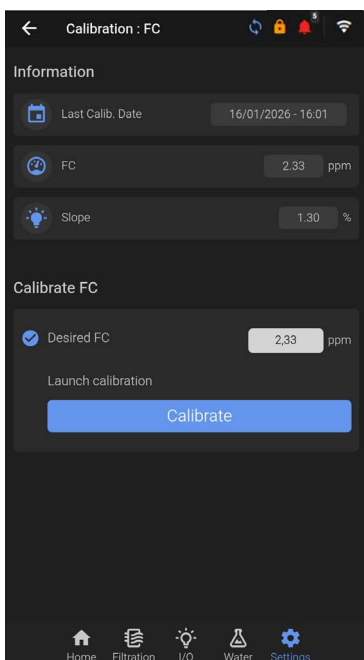 Calibration : FC
5
Information
Last Calib. Date 16/01/2026 - 16:01
FC 2.33 ppm
Slope 1.30 %
Calibrate FC
Desired FC 2,33 ppm
Launch calibration
Calibrate
Home Filtration I/O Water Settings